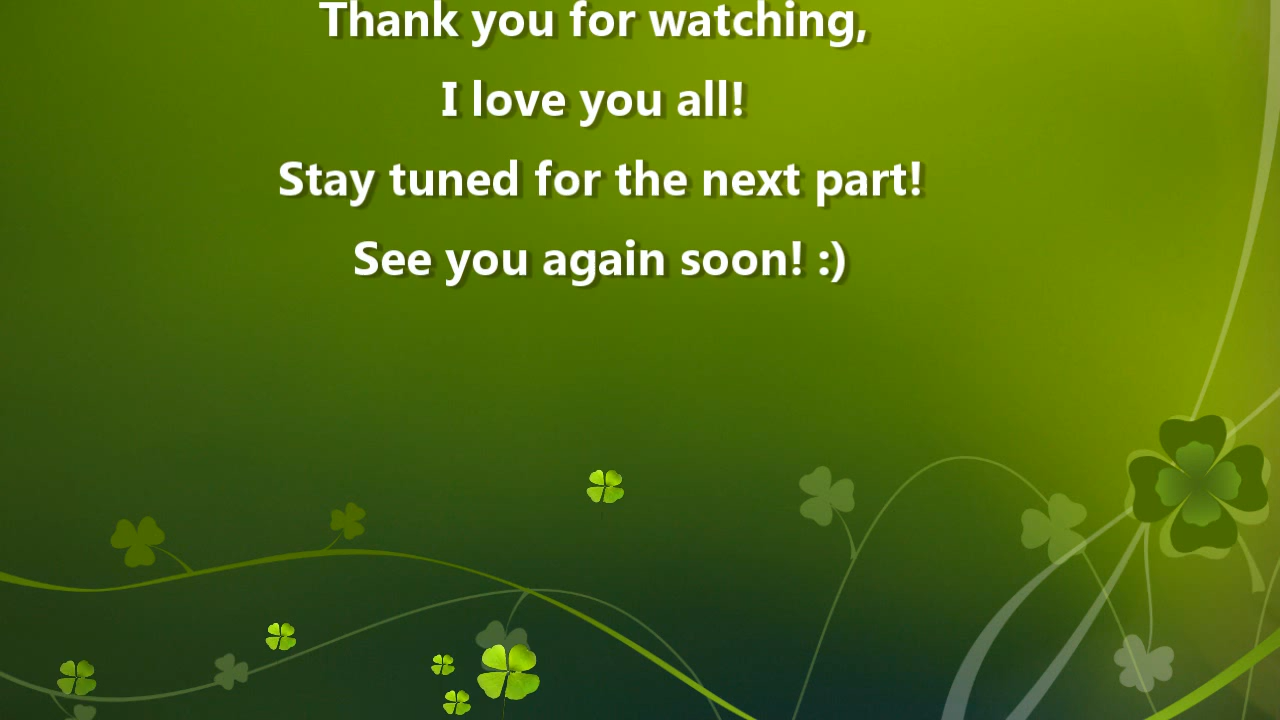 Thank you for watching,
I love you all!
Stay tuned for the next part!
See you again soon! :)